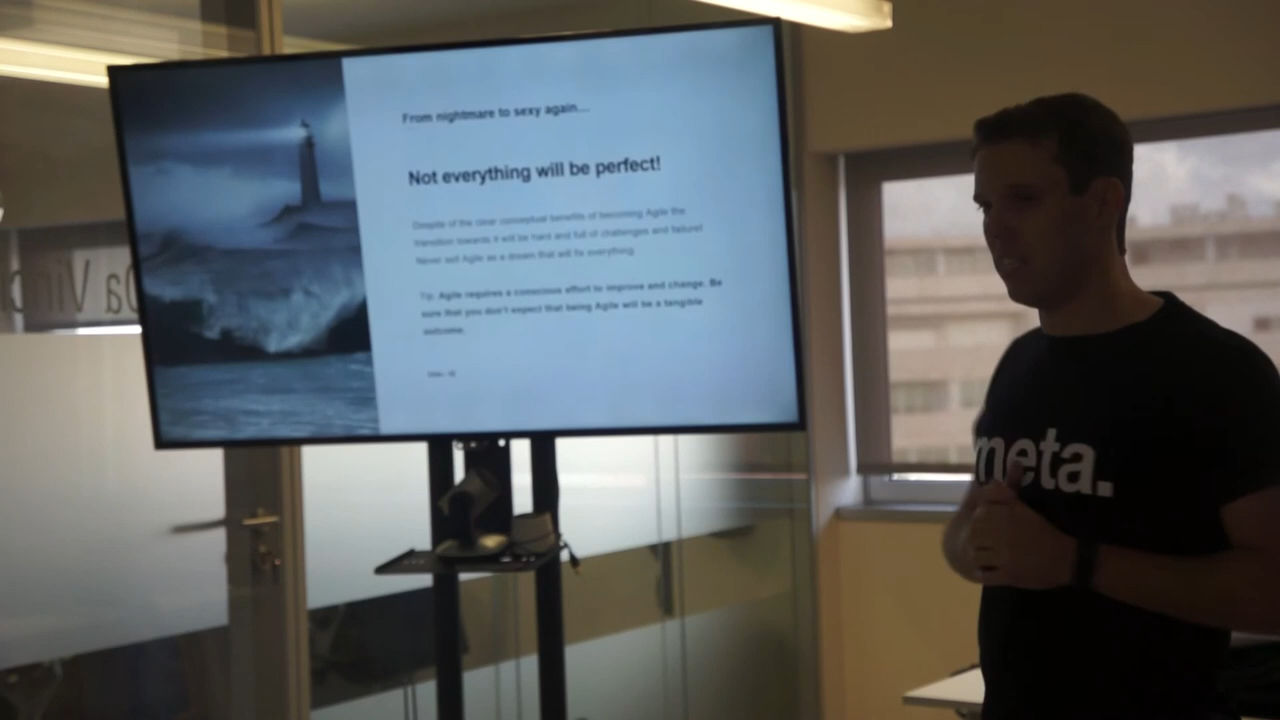 From nightmare to sexy again...
Not everything will be perfect!
Despite of the clear conceptual benefits of becoming Agile the
transition towards it will be hard and full of challenges and failure!
Never sell Agile as a dream that will fix everything
Tip: Agile requires a conscious effort to improve and change. Be
sure that you don't expect that being Agile will be a tangible
outcome.
meta.
Da Vinci